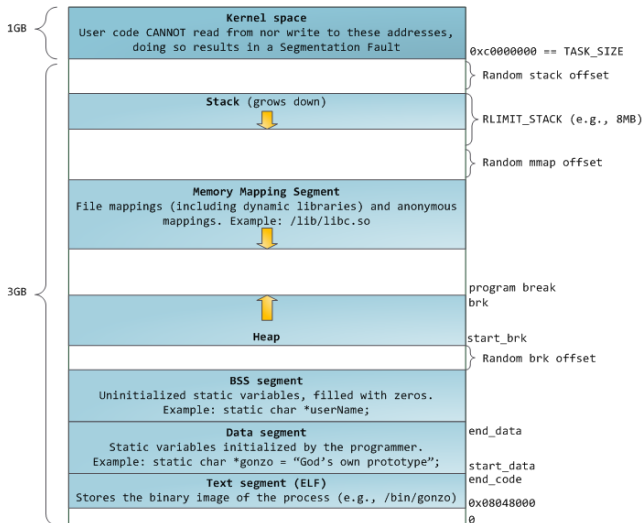 Kernel space
1GB
User code CANNOT read from nor write to these addresses,
doing so results in a Segmentation Fault
0xc0000000 == TASK_SIZE
Random stack offset
Stack (grows down)
RLIMIT_STACK (e.g., 8MB)
Random mmap offset
Memory Mapping Segment
File mappings (including dynamic libraries) and anonymous
mappings. Example: /lib/libc.so
3GB
program break
brk
Heap
start_brk
Random brk offset
BSS segment
Uninitialized static variables, filled with zeros.
Example: static char *userName;
Data segment
end_data
Static variables initialized by the programmer.
Example: static char *gonzo = “God’s own prototype”;
start_data
Text segment (ELF)
end_code
Stores the binary image of the process (e.g., /bin/gonzo)
0x08048000
0